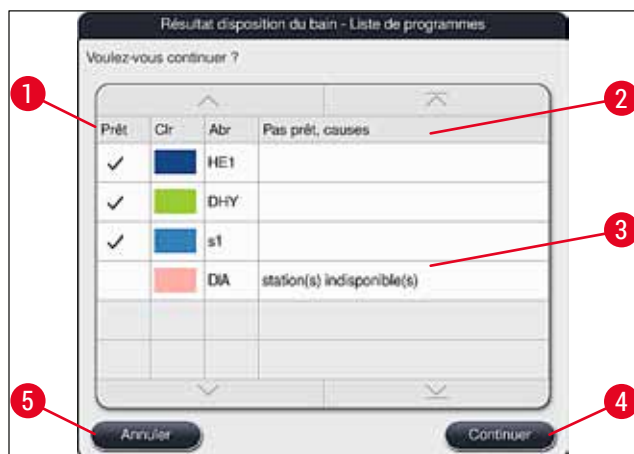 Résultat disposition du bain - Liste de programmes
Voulez-vous continuer ?
1
2
Prêt Clr Abr Pas prêt, causes
HE1
DHY
s1
3
DIA station(s) indisponible(s)
5
4
Annuler Continuer